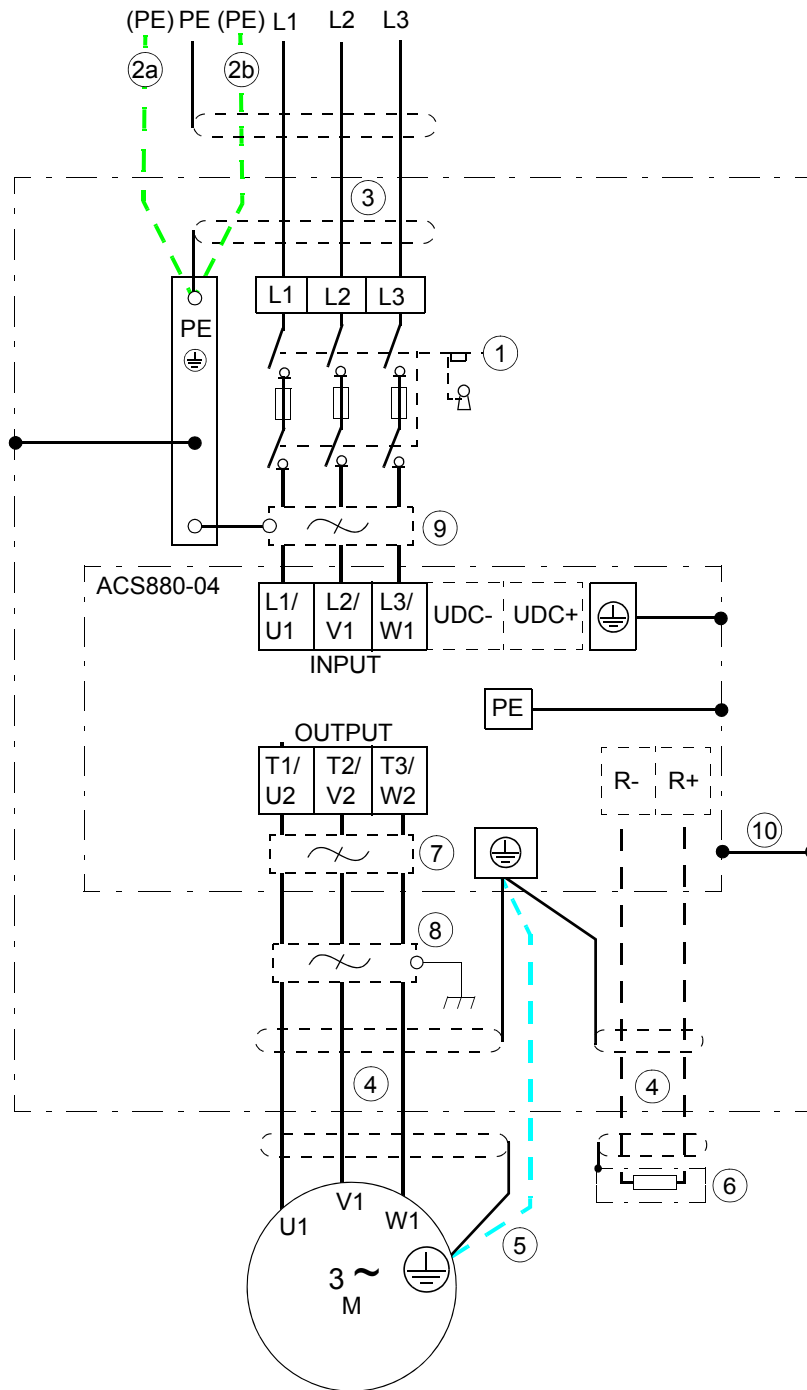 (PE) PE (PE) L1 L2 L3
2a 2b
3
L1 L2 L3
PE
1
9
ACS880-04
L1/ L2/ L3/
U1 V1 W1
UDC- UDC+
INPUT
PE
OUTPUT
T1/ T2/ T3/
U2 V2 W2
R- R+
10
7
8
4 4
6
U1 V1 W1
5
3 ~
M